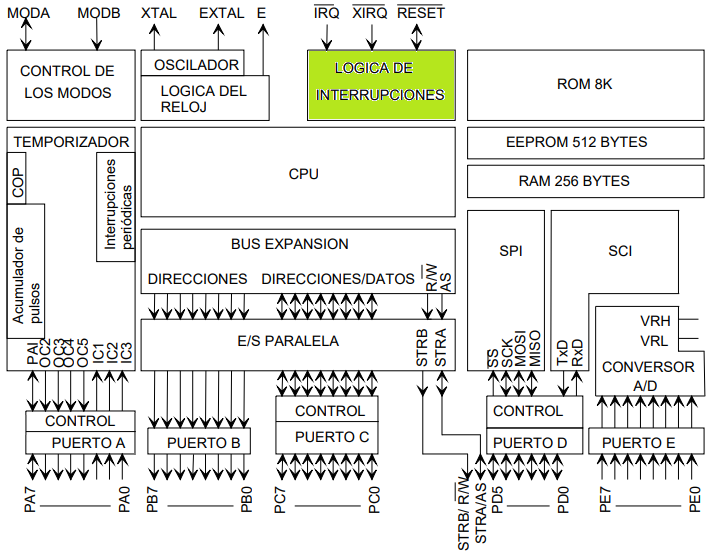 MODA MODB XTAL EXTAL E IRQ XIRQ RESET
CONTROL DE
LOS MODOS
OSCILADOR
LOGICA DEL
RELOJ
LOGICA DE
INTERRUPCIONES
ROM 8K
TEMPORIZADOR
COP
Interrupciones
periódicas
Acumulador de
pulsos
CPU
EEPROM 512 BYTES
RAM 256 BYTES
BUS EXPANSION
DIRECCIONES DIRECCIONES/DATOS R/W AS
SPI
SCI
PAI OC2 OC3 OC4 OC5 IC1 IC2 IC3
E/S PARALELA
STRB STRA
SS SCK MOSI MISO
TxD RxD
VRH
VRL
CONVERSOR
A/D
CONTROL
PUERTO A
PUERTO B
CONTROL
PUERTO C
CONTROL
PUERTO D
PUERTO E
PA7 PA0 PB7 PB0 PC7 PC0 STRB/ R/W STRA/AS PD5 PD0 PE7 PE0